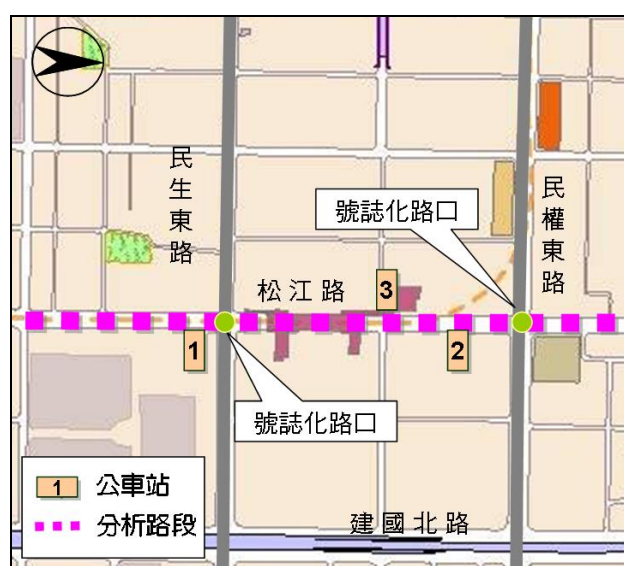 民生東路
民權東路
號誌化路口
松江路
3
1
2
號誌化路口
1 公車站
分析路段
建國北路